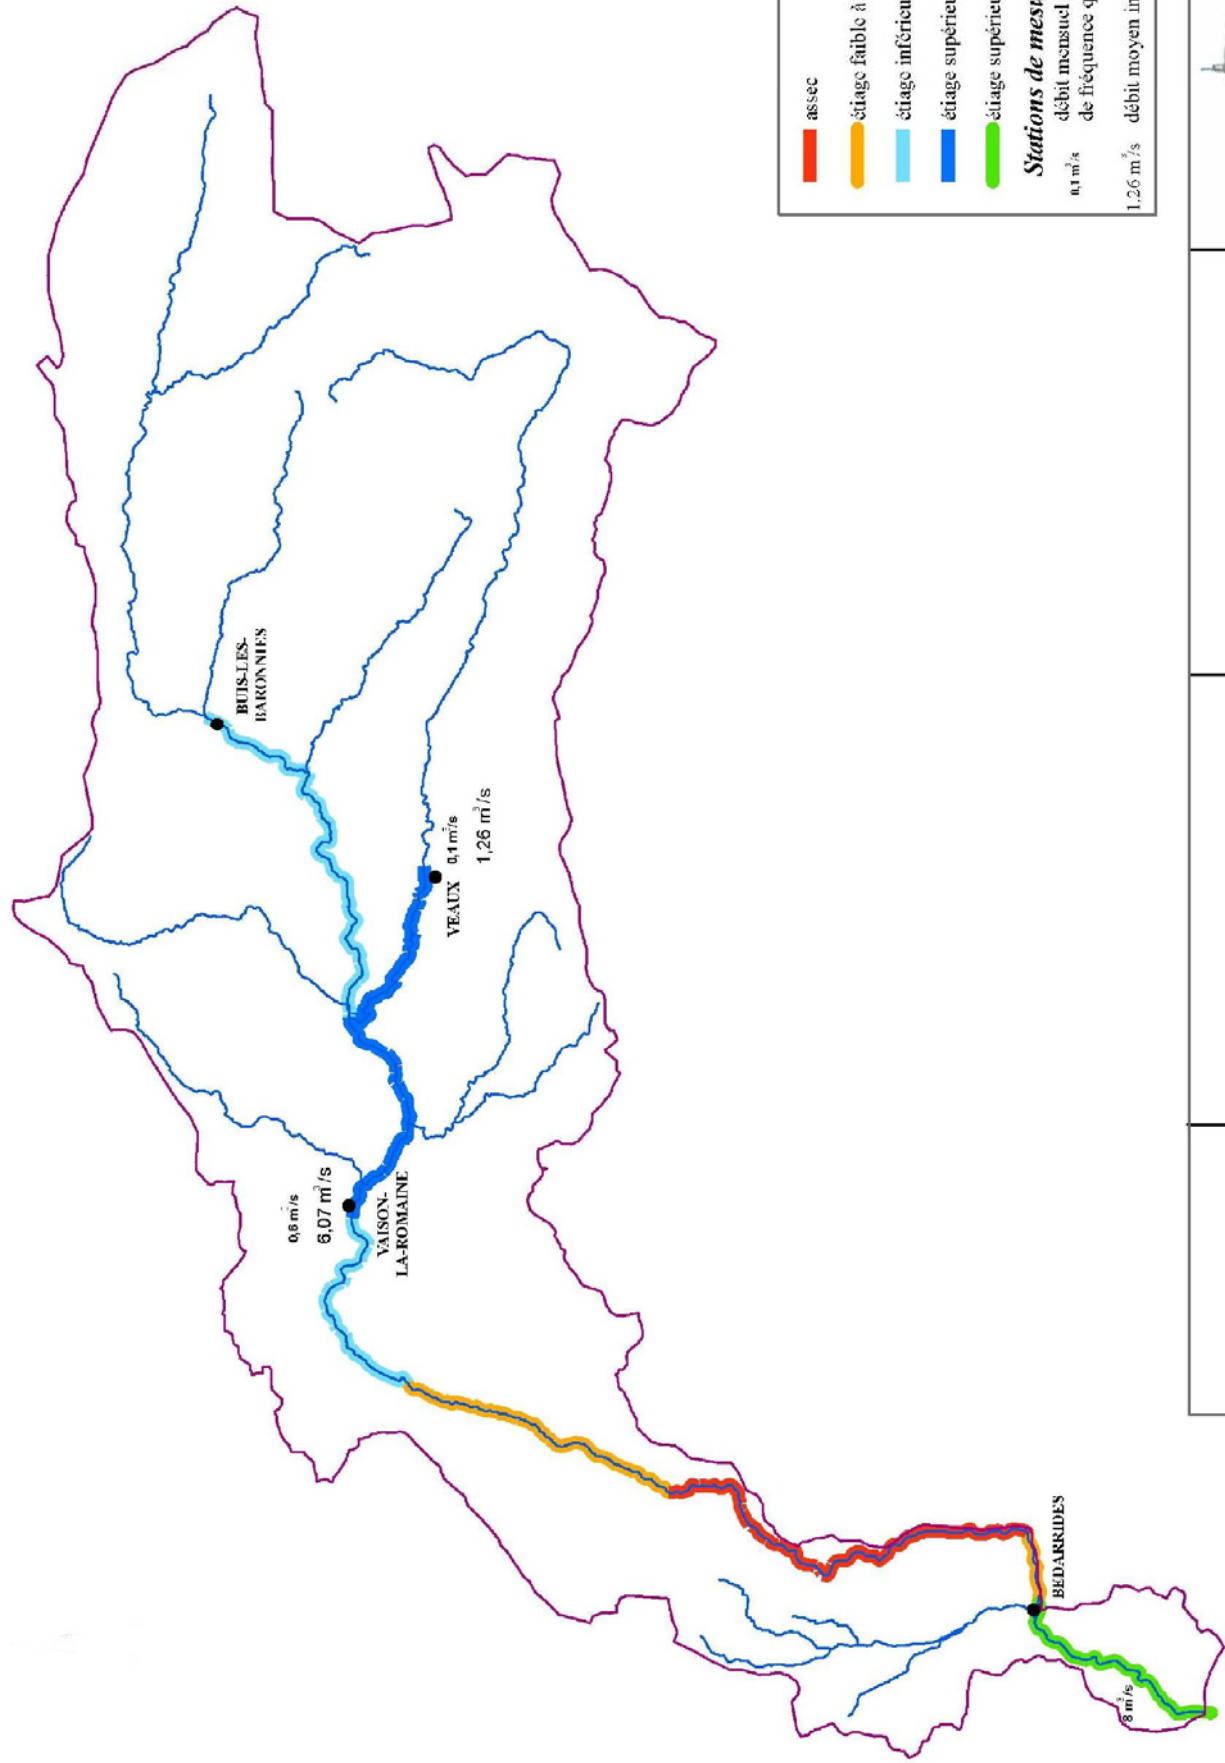 BUIS-LES-
BARONNIES
VEAUX
0,1 m³/s
1,26 m³/s
0,6 m³/s
6,07 m³/s
VAISON-
LA-ROMAINE
BEDARRIDES
8 m³/s
assec
étiage faible à
étiage inférieu
étiage supérieu
étiage supérieu
Stations de mesu
0,1 m³/s débit mensuel
de fréquence q
1.26 m³/s débit moyen in